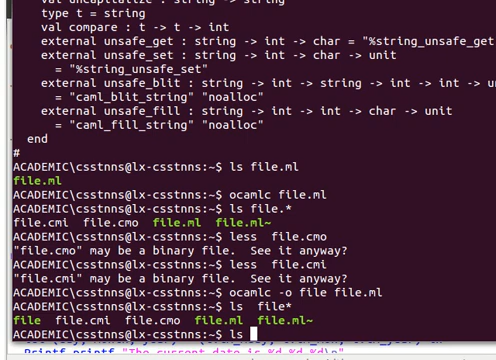 val uncapitalize : string -> string
type t = string
val compare : t -> t -> int
external unsafe_get : string -> int -> char = "%string_unsafe_get
external unsafe_set : string -> int -> char -> unit
= "%string_unsafe_set"
external unsafe_blit : string -> int -> string -> int -> int -> un
= "caml_blit_string" "noalloc"
external unsafe_fill : string -> int -> int -> char -> unit
= "caml_fill_string" "noalloc"
end
#
ACADEMIC\csstnns@lx-csstnns:~$ ls file.ml
file.ml
ACADEMIC\csstnns@lx-csstnns:~$ ocamlc file.ml
ACADEMIC\csstnns@lx-csstnns:~$ ls file.*
file.cmi file.cmo file.ml file.ml~
ACADEMIC\csstnns@lx-csstnns:~$ less file.cmo
"file.cmo" may be a binary file. See it anyway?
ACADEMIC\csstnns@lx-csstnns:~$ less file.cmi
"file.cmi" may be a binary file. See it anyway?
ACADEMIC\csstnns@lx-csstnns:~$ ocamlc -o file file.ml
ACADEMIC\csstnns@lx-csstnns:~$ ls file*
file file.cmi file.cmo file.ml file.ml~
ACADEMIC\csstnns@lx-csstnns:~$ ls
Printf.printf "The current date is %d %d %d\n"